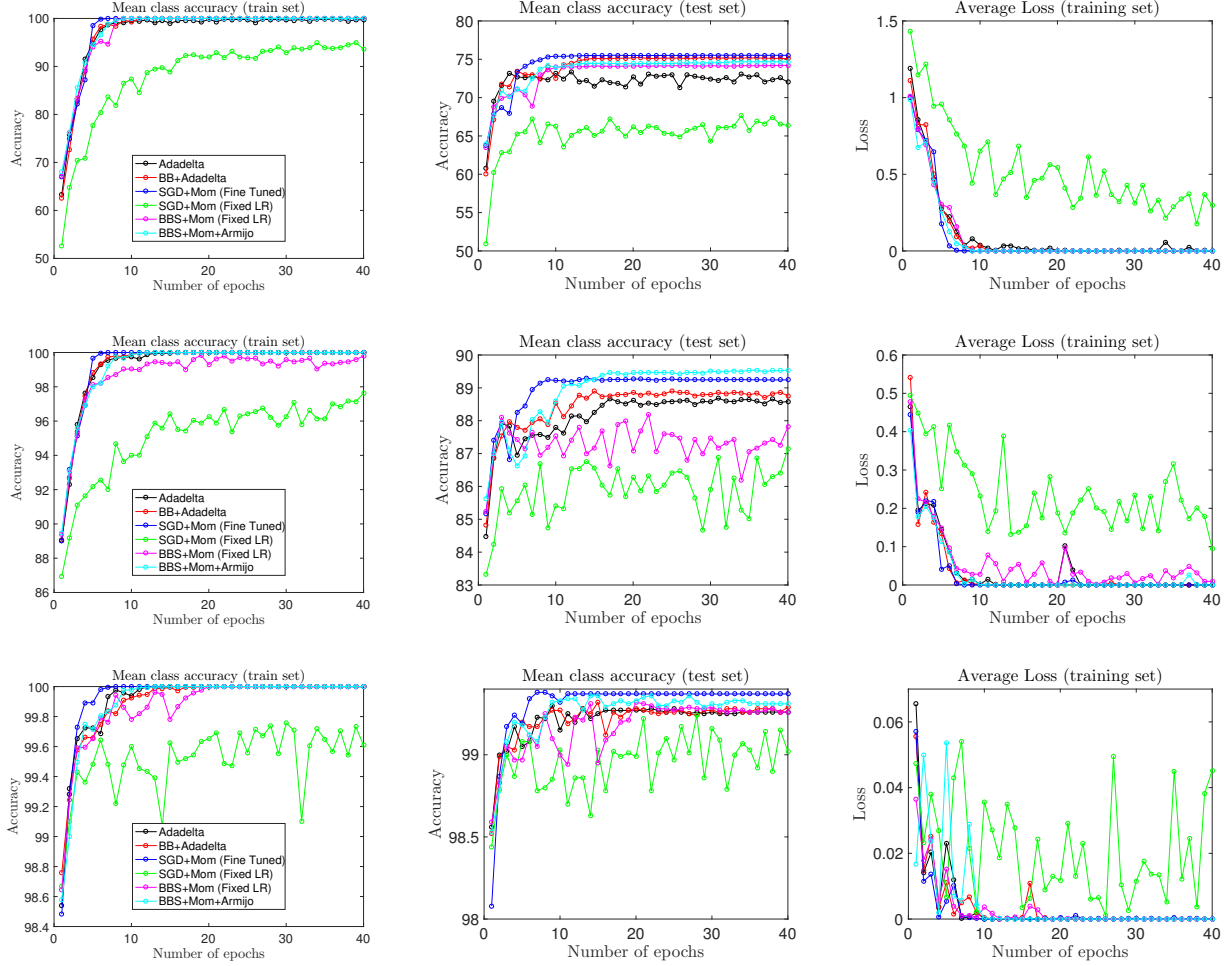 Mean class accuracy (train set)
Accuracy
100
90
80
70
60
50
0
10
20
30
40
Number of epochs
Adadelta
BB+Adadelta
SGD+Mom (Fine Tuned)
SGD+Mom (Fixed LR)
BBS+Mom (Fixed LR)
BBS+Mom+Armijo
Mean class accuracy (test set)
Accuracy
80
75
70
65
60
55
50
0
10
20
30
40
Number of epochs
Average Loss (training set)
Loss
1.5
1
0.5
0
0
10
20
30
40
Number of epochs
Mean class accuracy (train set)
Accuracy
100
98
96
94
92
90
88
86
0
10
20
30
40
Number of epochs
Adadelta
BB+Adadelta
SGD+Mom (Fine Tuned)
SGD+Mom (Fixed LR)
BBS+Mom (Fixed LR)
BBS+Mom+Armijo
Mean class accuracy (test set)
Accuracy
90
89
88
87
86
85
84
83
0
10
20
30
40
Number of epochs
Average Loss (training set)
Loss
0.6
0.5
0.4
0.3
0.2
0.1
0
0
10
20
30
40
Number of epochs
Mean class accuracy (train set)
Accuracy
100
99.8
99.6
99.4
99.2
99
98.8
98.6
98.4
0
10
20
30
40
Number of epochs
Adadelta
BB+Adadelta
SGD+Mom (Fine Tuned)
SGD+Mom (Fixed LR)
BBS+Mom (Fixed LR)
BBS+Mom+Armijo
Mean class accuracy (test set)
Accuracy
99
98.5
98
0
10
20
30
40
Number of epochs
Average Loss (training set)
Loss
0.06
0.04
0.02
0
0
10
20
30
40
Number of epochs